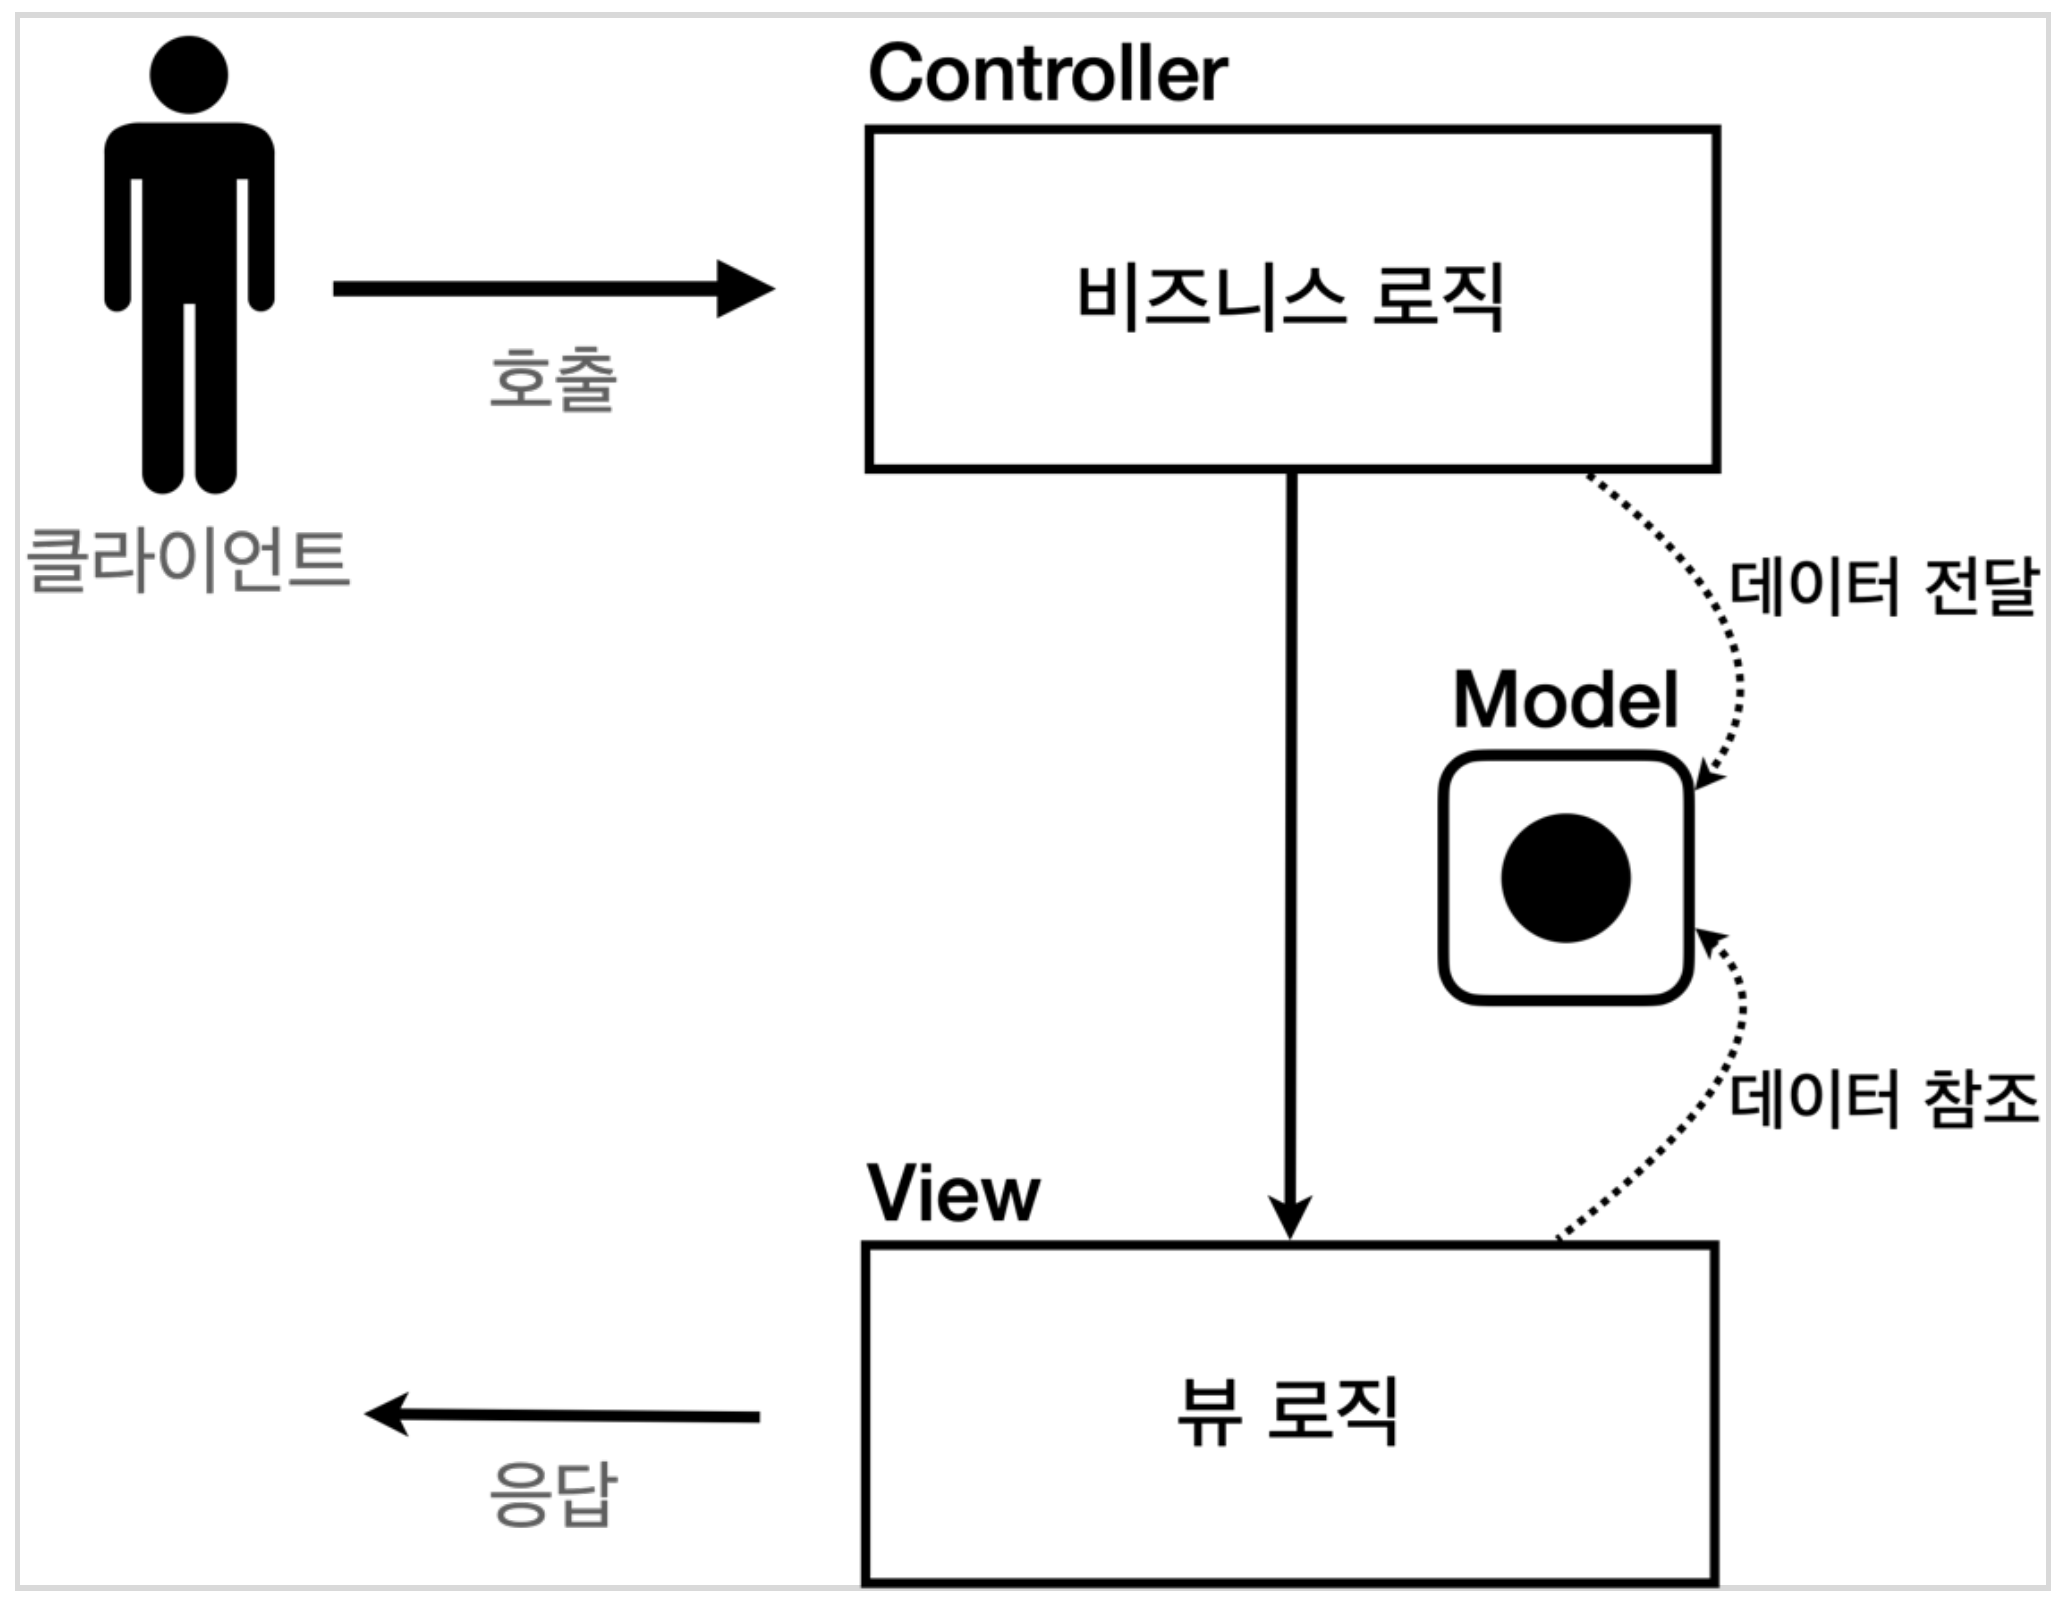 Controller
비즈니스 로직
호출
클라이언트
데이터 전달
Model
데이터 참조
View
뷰 로직
응답